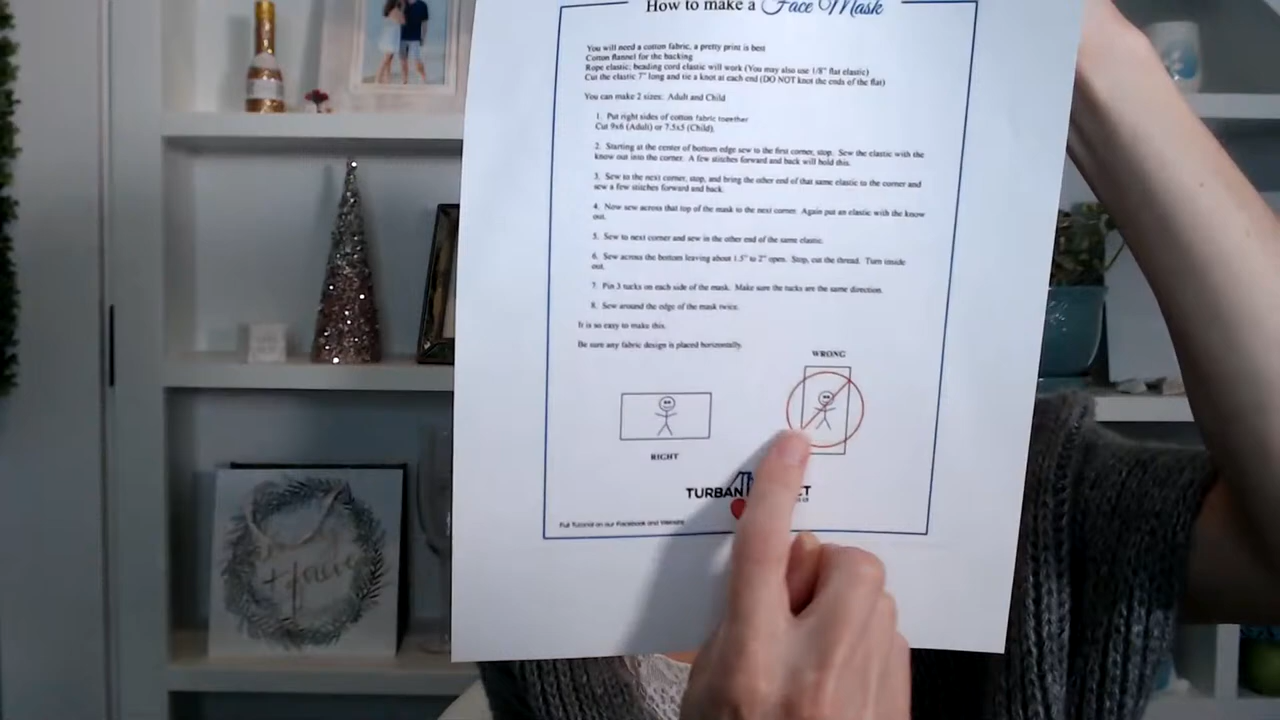 How to make a Face Mask
You will need a cotton fabric, a pretty print is best
Cotton flannel for the backing
Rope elastic; beading cord elastic will work (You may also use 1/8" flat elastic)
Cut the elastic 7" long and tie a knot at each end (DO NOT knot the ends of the flat)
You can make 2 sizes: Adult and Child
1. Put right sides of cotton fabric together
Cut 9x6 (Adult) or 7.5x5 (Child).
2. Starting at the center of bottom edge sew to the first corner, stop. Sew the elastic with the
know out into the corner. A few stitches forward and back will hold this.
3. Sew to the next corner, stop, and bring the other end of that same elastic to the corner and
sew a few stitches forward and back.
4. Now sew across that top of the mask to the next corner. Again put an elastic with the know
out.
5. Sew to next corner and sew in the other end of the same elastic.
6. Sew across the bottom leaving about 1.5" to 2" open. Stop, cut the thread. Turn inside
out.
7. Pin 3 tucks on each side of the mask. Make sure the tucks are the same direction.
8. Sew around the edge of the mask twice.
It is so easy to make this.
Be sure any fabric design is placed horizontally.
WRONG
RIGHT
TURBAN CT
Full Tutorial on our Facebook and Website